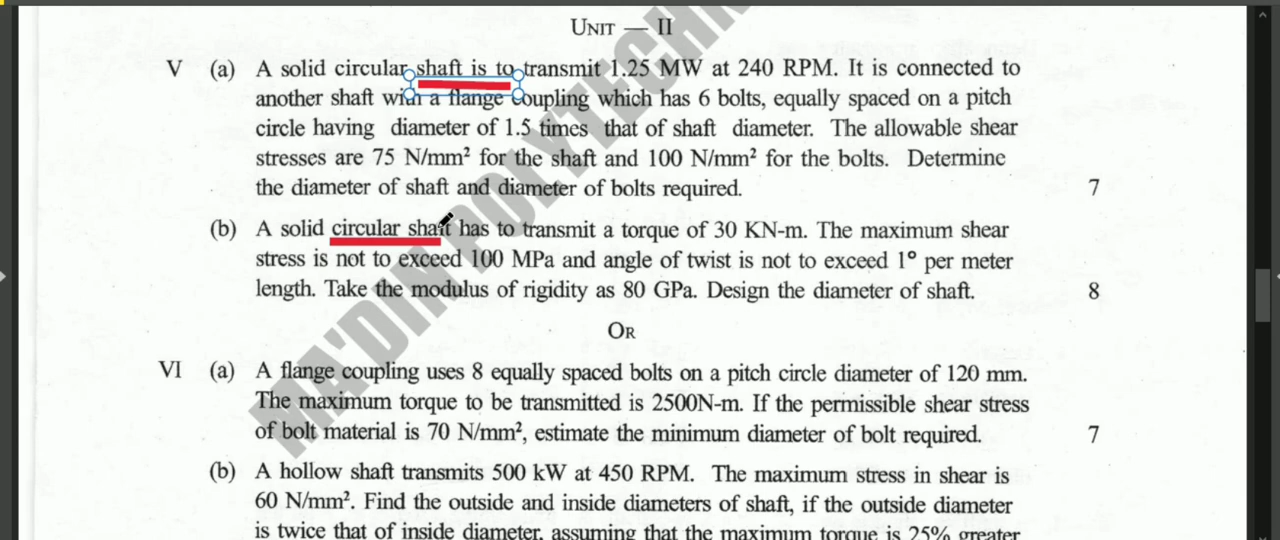 UNIT — II
V (a) A solid circular shaft is to transmit 1.25 MW at 240 RPM. It is connected to
another shaft with a flange coupling which has 6 bolts, equally spaced on a pitch
circle having diameter of 1.5 times that of shaft diameter. The allowable shear
stresses are 75 N/mm² for the shaft and 100 N/mm² for the bolts. Determine
the diameter of shaft and diameter of bolts required. 7
(b) A solid circular shaft has to transmit a torque of 30 KN-m. The maximum shear
stress is not to exceed 100 MPa and angle of twist is not to exceed 1° per meter
length. Take the modulus of rigidity as 80 GPa. Design the diameter of shaft. 8
OR
VI (a) A flange coupling uses 8 equally spaced bolts on a pitch circle diameter of 120 mm.
The maximum torque to be transmitted is 2500N-m. If the permissible shear stress
of bolt material is 70 N/mm², estimate the minimum diameter of bolt required. 7
(b) A hollow shaft transmits 500 kW at 450 RPM. The maximum stress in shear is
60 N/mm². Find the outside and inside diameters of shaft, if the outside diameter
is twice that of inside diameter, assuming that the maximum torque is 25% greater
MA'DIN POLYTECHN